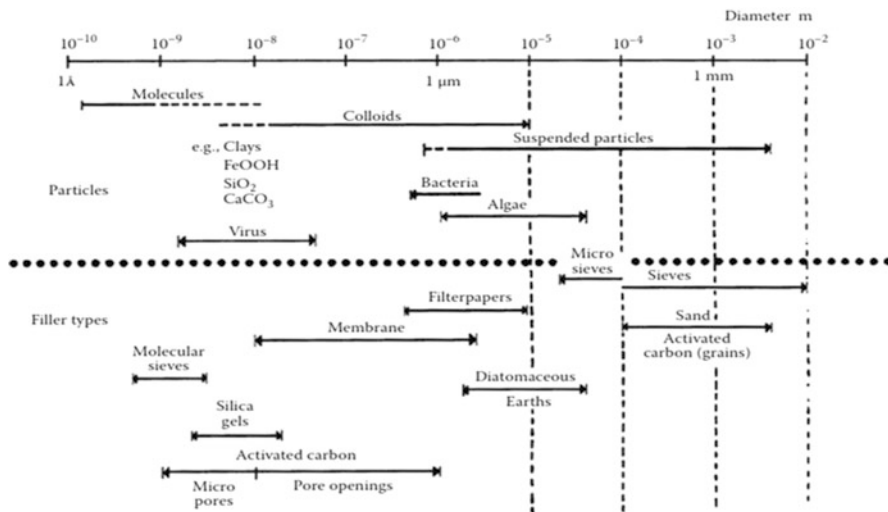 Diameter m
10⁻¹⁰ 10⁻⁹ 10⁻⁸ 10⁻⁷ 10⁻⁶ 10⁻⁵ 10⁻⁴ 10⁻³ 10⁻²
1Å 1 μm 1 mm
Molecules
Colloids
e.g., Clays
FeOOH
SiO₂
CaCO₃
Suspended particles
Particles
Bacteria
Algae
Virus
Micro
sieves
Sieves
Filler types
Filterpapers
Membrane
Sand
Activated
carbon (grains)
Molecular
sieves
Diatomaceous
Earths
Silica
gels
Activated carbon
Micro
pores
Pore openings